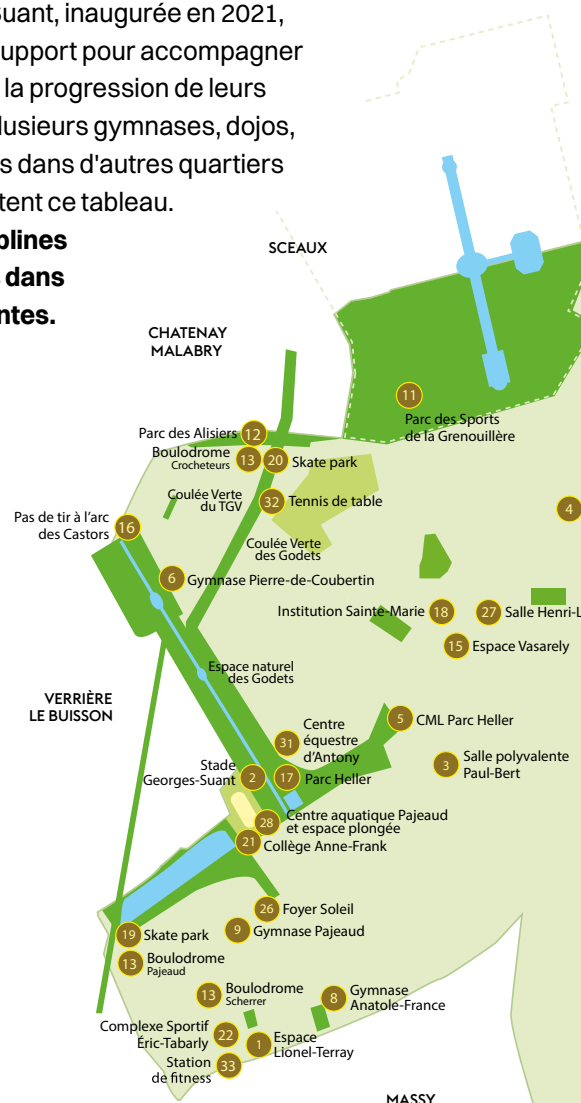 Suant, inaugurée en 2021,
support pour accompagner
la progression de leurs
plusieurs gymnases, dojos,
s dans d'autres quartiers
tent ce tableau.
plines
s dans
ntes.
SCEAUX
CHATENAY
MALABRY
11
Parc des Sports
de la Grenouillère
Parc des Alisiers 12
Boulodrome
Crocheteurs
13
20 Skate park
Coulée Verte
du TGV
32 Tennis de table
4
Pas de tir à l'arc
des Castors
16
Coulée Verte
des Godets
6 Gymnase Pierre-de-Coubertin
Institution Sainte-Marie 18
27 Salle Henri-L
15 Espace Vasarely
Espace naturel
des Godets
VERRIÈRE
LE BUISSON
5 CML Parc Heller
31
Centre
équestre
d'Antony
3
Salle polyvalente
Paul-Bert
Stade
Georges-Suant
2
17 Parc Heller
28
Centre aquatique Pajeaud
et espace plongée
21 Collège Anne-Frank
26 Foyer Soleil
9 Gymnase Pajeaud
19 Skate park
13
Boulodrome
Pajeaud
13
Boulodrome
Scherrer
8
Gymnase
Anatole-France
Complexe Sportif
Éric-Tabarly
22
1
Espace
Lionel-Terray
Station
de fitness
33
MASSY